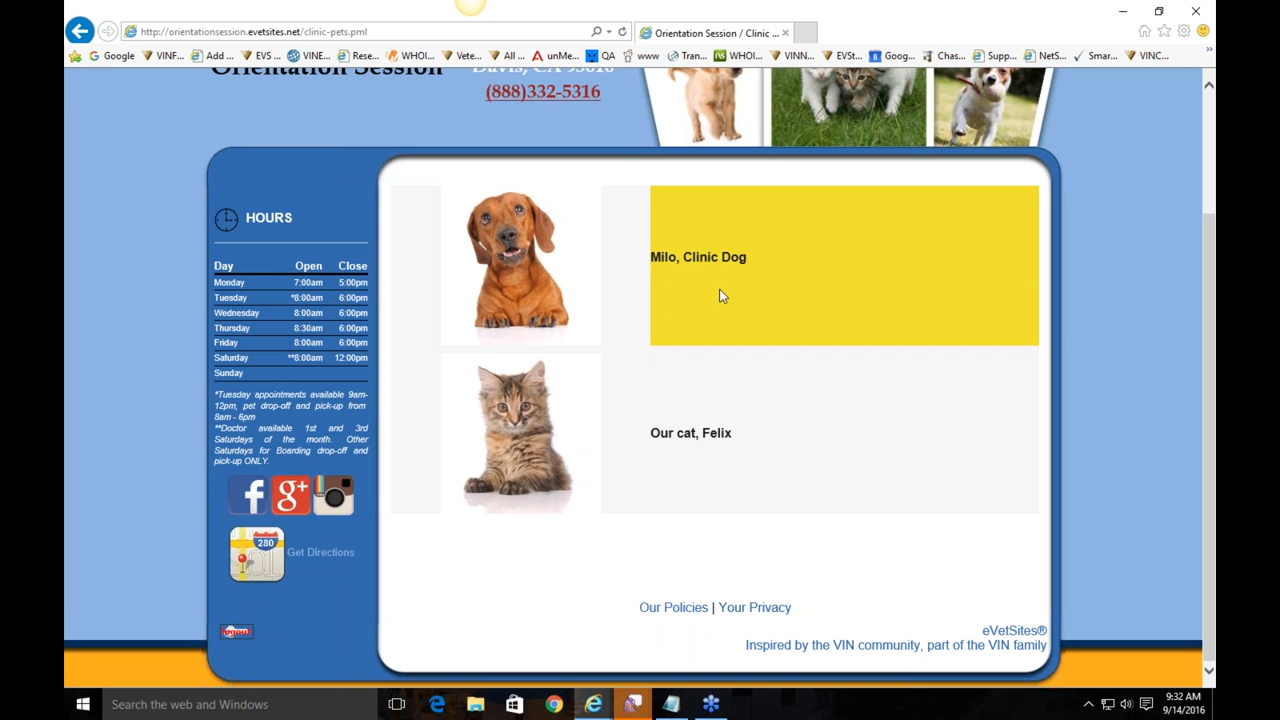 http://orientationsession.evetsites.net/clinic-pets.pml
Orientation Session / Clinic ...
Google VINF... Add ... EVS ... VINE... Rese... WHOI... Vete... All ... unMe... QA www Tran... WHOI... VINN... EVSt... Goog... Chas... Supp... NetS... Smar... VINC...
Orientation Session
Davis, CA 95616
(888)332-5316
HOURS
Day Open Close
Monday 7:00am 5:00pm
Tuesday *8:00am 6:00pm
Wednesday 8:00am 6:00pm
Thursday 8:30am 6:00pm
Friday 8:00am 6:00pm
Saturday **8:00am 12:00pm
Sunday
*Tuesday appointments available 9am-
12pm, pet drop-off and pick-up from
8am - 6pm
**Doctor available 1st and 3rd
Saturdays of the month. Other
Saturdays for Boarding drop-off and
pick-up ONLY.
f g+
280
Get Directions
Milo, Clinic Dog
Our cat, Felix
Our Policies | Your Privacy
eVetSites®
Inspired by the VIN community, part of the VIN family
Search the web and Windows
9:32 AM
9/14/2016